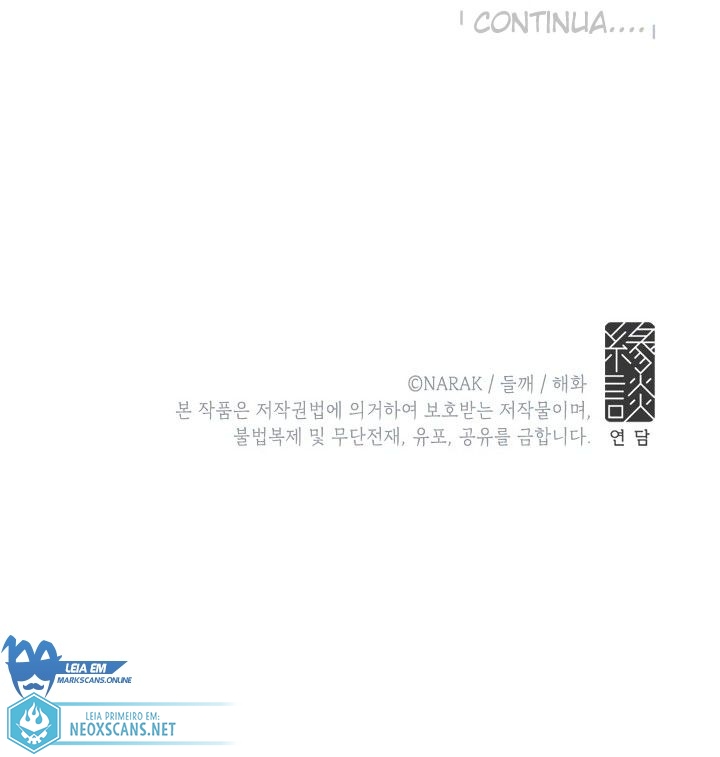 CONTINUA....
©NARAK / 들깨 / 해화
본 작품은 저작권법에 의거하여 보호받는 저작물이며,
불법복제 및 무단전재, 유포, 공유를 금합니다.
緣談
연담
LEIA EM
MARKSCANS.ONLINE
LEIA PRIMEIRO EM:
NEOXSCANS.NET